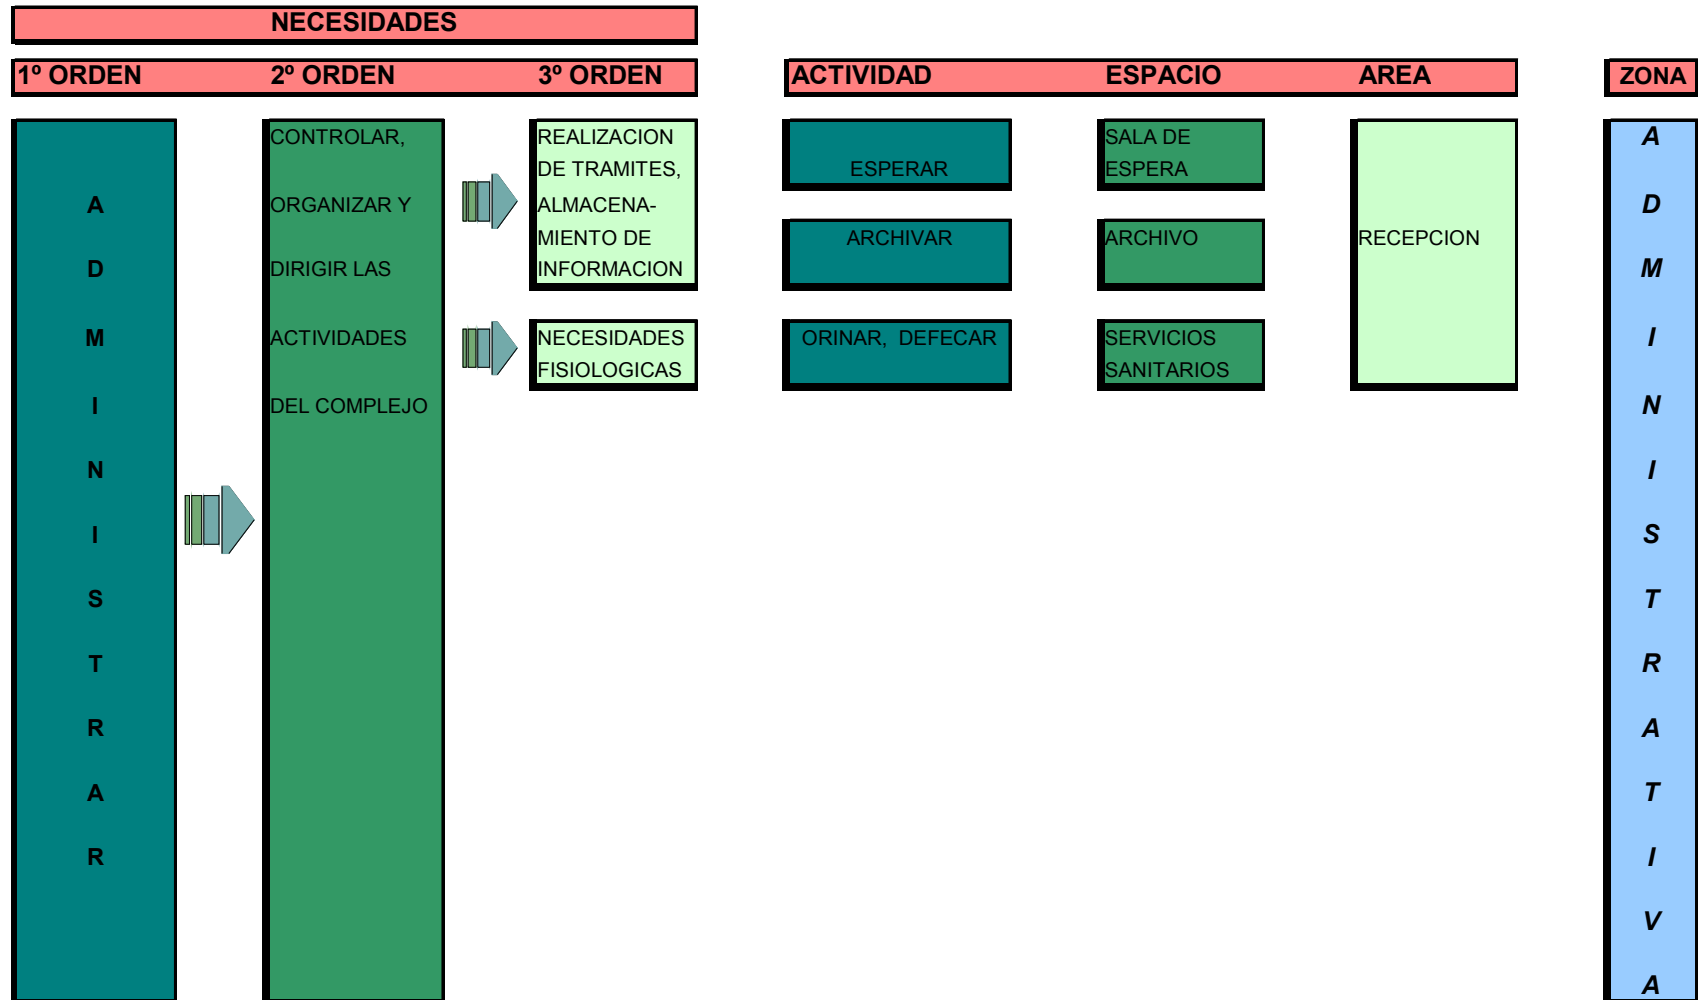 NECESIDADES
1º ORDEN 2º ORDEN 3º ORDEN ACTIVIDAD ESPACIO AREA ZONA
A
D
M
I
N
I
S
T
R
A
R
CONTROLAR,
ORGANIZAR Y
DIRIGIR LAS
ACTIVIDADES
DEL COMPLEJO
REALIZACION
DE TRAMITES,
ALMACENA-
MIENTO DE
INFORMACION
NECESIDADES
FISIOLOGICAS
ESPERAR
ARCHIVAR
ORINAR, DEFECAR
SALA DE
ESPERA
ARCHIVO
SERVICIOS
SANITARIOS
RECEPCION
A
D
M
I
N
I
S
T
R
A
T
I
V
A